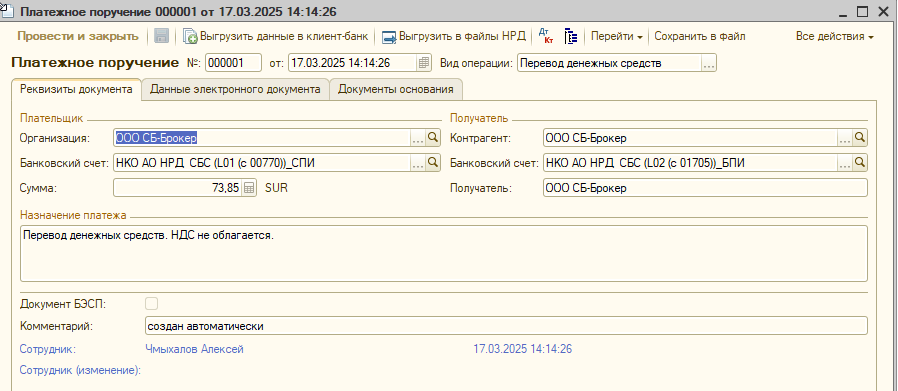 Платежное поручение 000001 от 17.03.2025 14:14:26
Провести и закрыть Выгрузить данные в клиент-банк Выгрузить в файлы НРД Дт Кт Перейти Сохранить в файл Все действия
Платежное поручение №: 000001 от: 17.03.2025 14:14:26 Вид операции: Перевод денежных средств ...
Реквизиты документа Данные электронного документа Документы основания
Плательщик Получатель
Организация: ООО СБ-Брокер ... Контрагент: ООО СБ-Брокер ...
Банковский счет: НКО АО НРД СБС (L01 (с 00770))_СПИ ... Банковский счет: НКО АО НРД СБС (L02 (с 01705))_БПИ ...
Сумма: 73,85 SUR Получатель: ООО СБ-Брокер
Назначение платежа
Перевод денежных средств. НДС не облагается.
Документ БЭСП:
Комментарий: создан автоматически
Сотрудник: Чмыхалов Алексей 17.03.2025 14:14:26
Сотрудник (изменение):